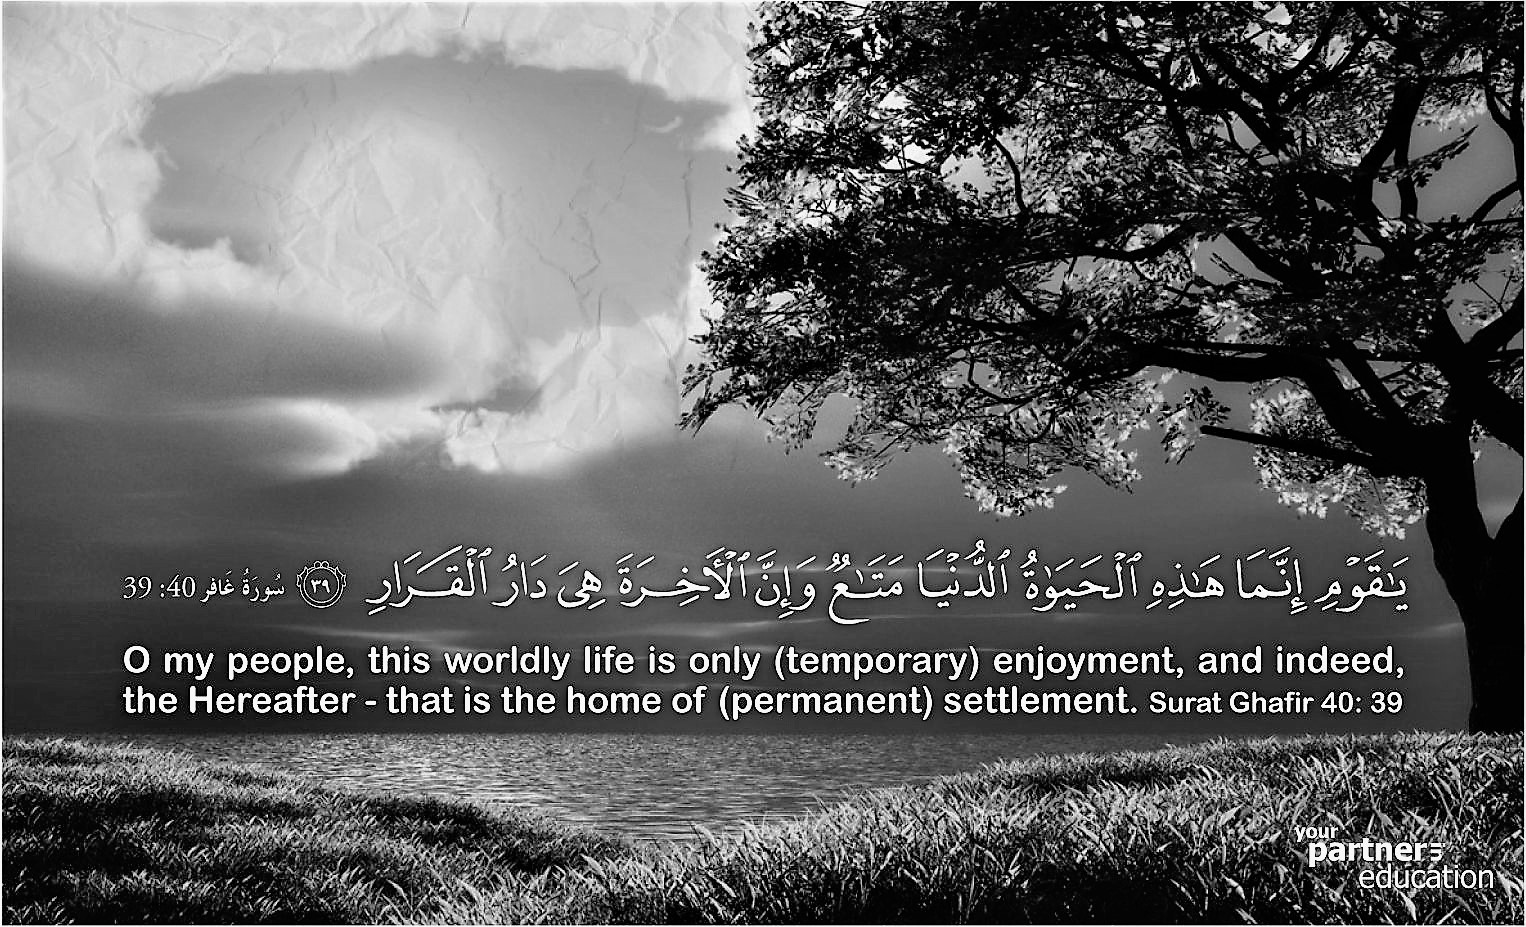 يَٰقَوْمِ إِنَّمَا هَٰذِهِ ٱلْحَيَوٰةُ ٱلدُّنْيَا مَتَٰعٌ وَإِنَّ ٱلْأَخِرَةَ هِىَ دَارُ ٱلْقَرَارِ ٣٩ سُورَةُ غَافر 40: 39
O my people, this worldly life is only (temporary) enjoyment, and indeed,
the Hereafter - that is the home of (permanent) settlement. Surat Ghafir 40: 39
your
partner
education